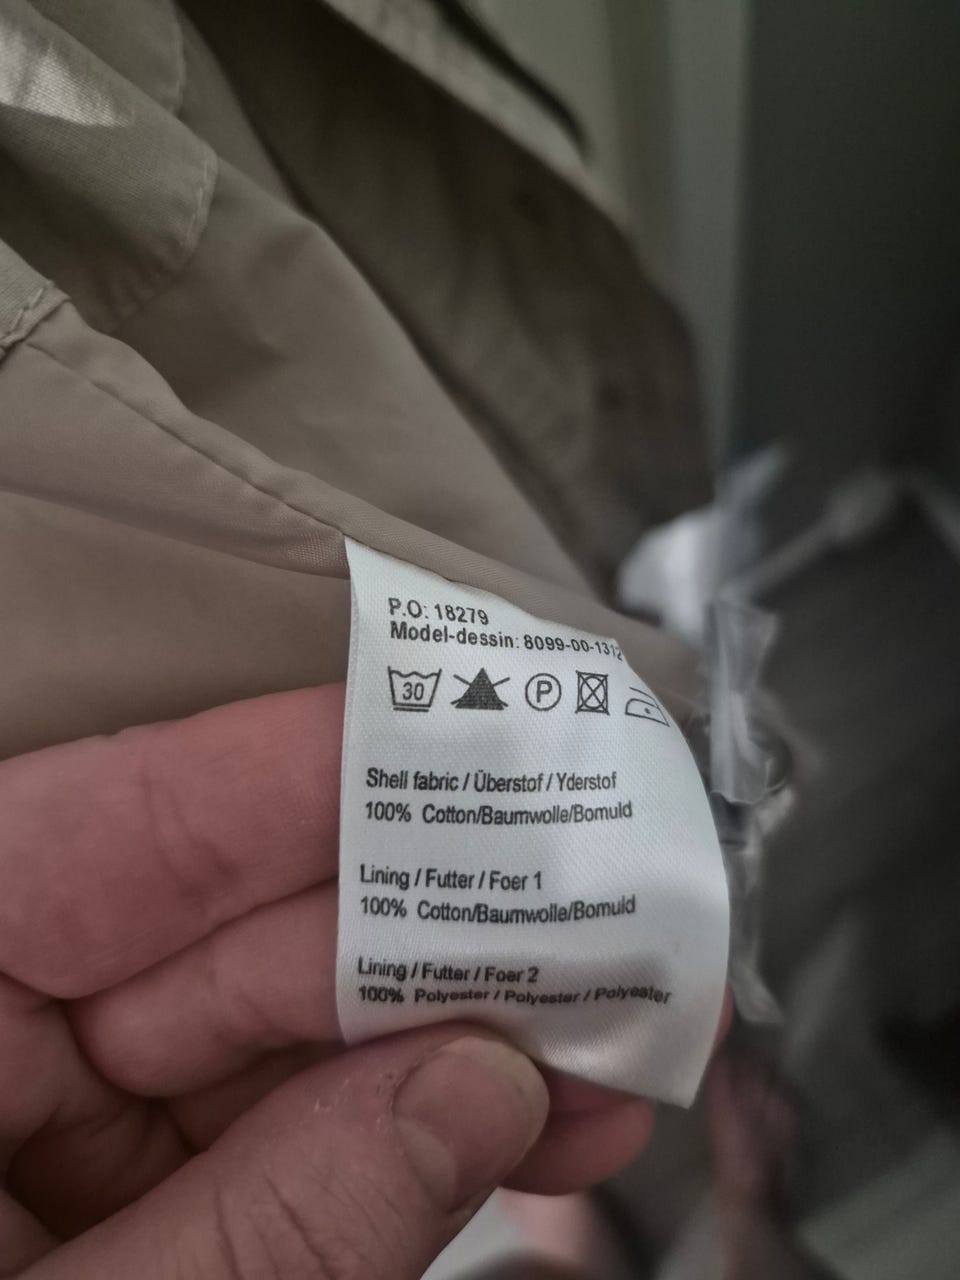 P.O: 18279
Model-dessin: 8099-00-1312
30 P
Shell fabric / Überstof / Yderstof
100% Cotton/Baumwolle/Bomuld
Lining / Futter / Foer 1
100% Cotton/Baumwolle/Bomuld
Lining / Futter / Foer 2
100% Polyester / Polyester / Polyester